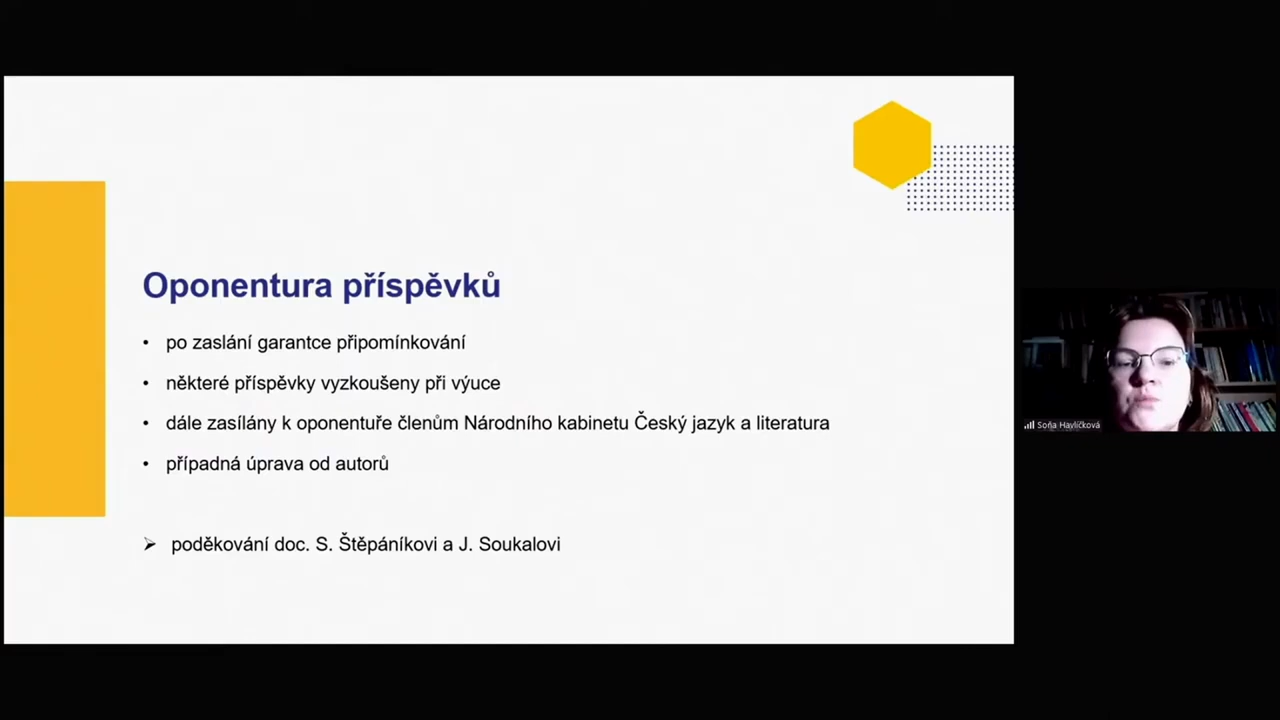 Oponentura příspěvků
• po zaslání garantce připomínkování
• některé příspěvky vyzkoušeny při výuce
• dále zasílány k oponentuře členům Národního kabinetu Český jazyk a literatura
• případná úprava od autorů
➢ poděkování doc. S. Štěpáníkovi a J. Soukalovi
Soňa Havlíčková